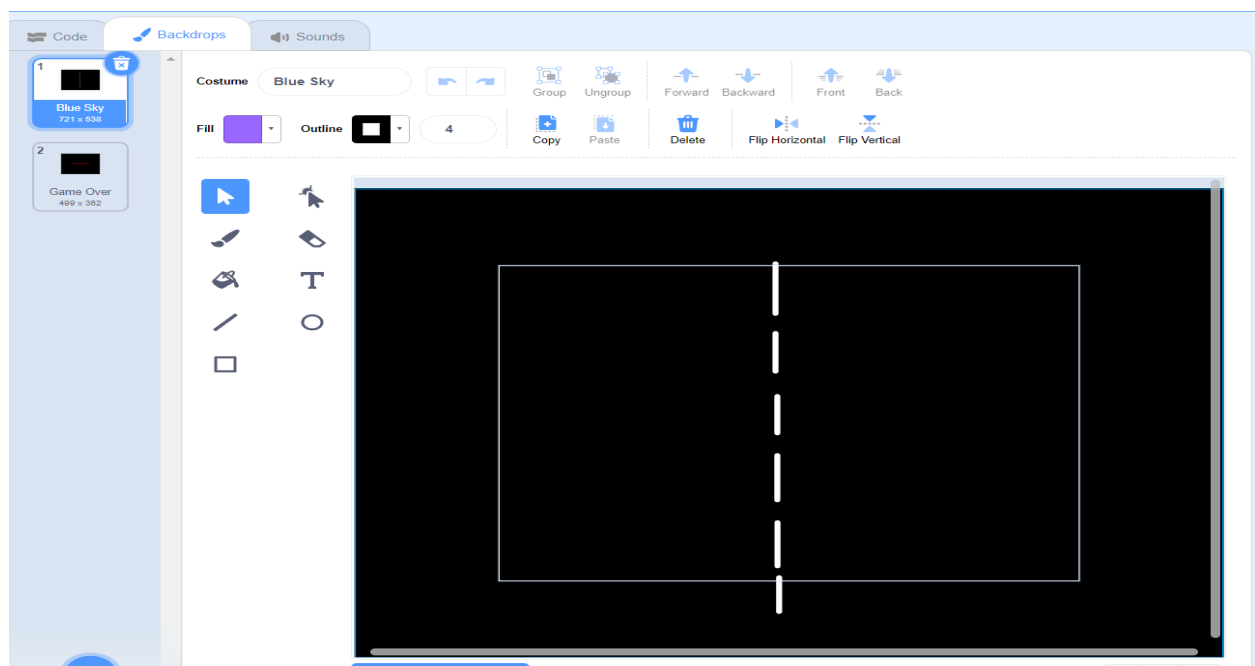 Code Backdrops Sounds
1
Blue Sky
721 x 538
2
Game Over
499 x 362
Costume Blue Sky
Group Ungroup Forward Backward Front Back
Fill Outline 4
Copy Paste Delete Flip Horizontal Flip Vertical
T